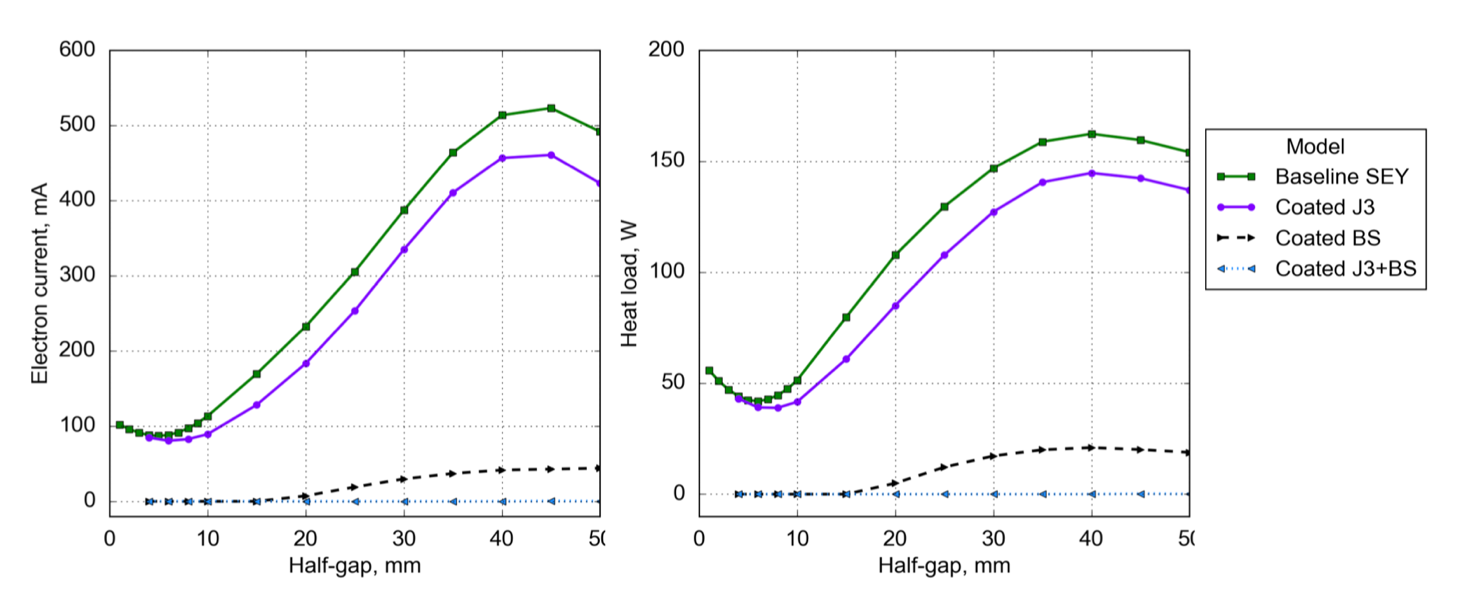 600
500
400
300
200
100
0
Electron current, mA
0 10 20 30 40 50
Half-gap, mm
200
150
100
50
0
Heat load, W
0 10 20 30 40 50
Half-gap, mm
Model
Baseline SEY
Coated J3
Coated BS
Coated J3+BS